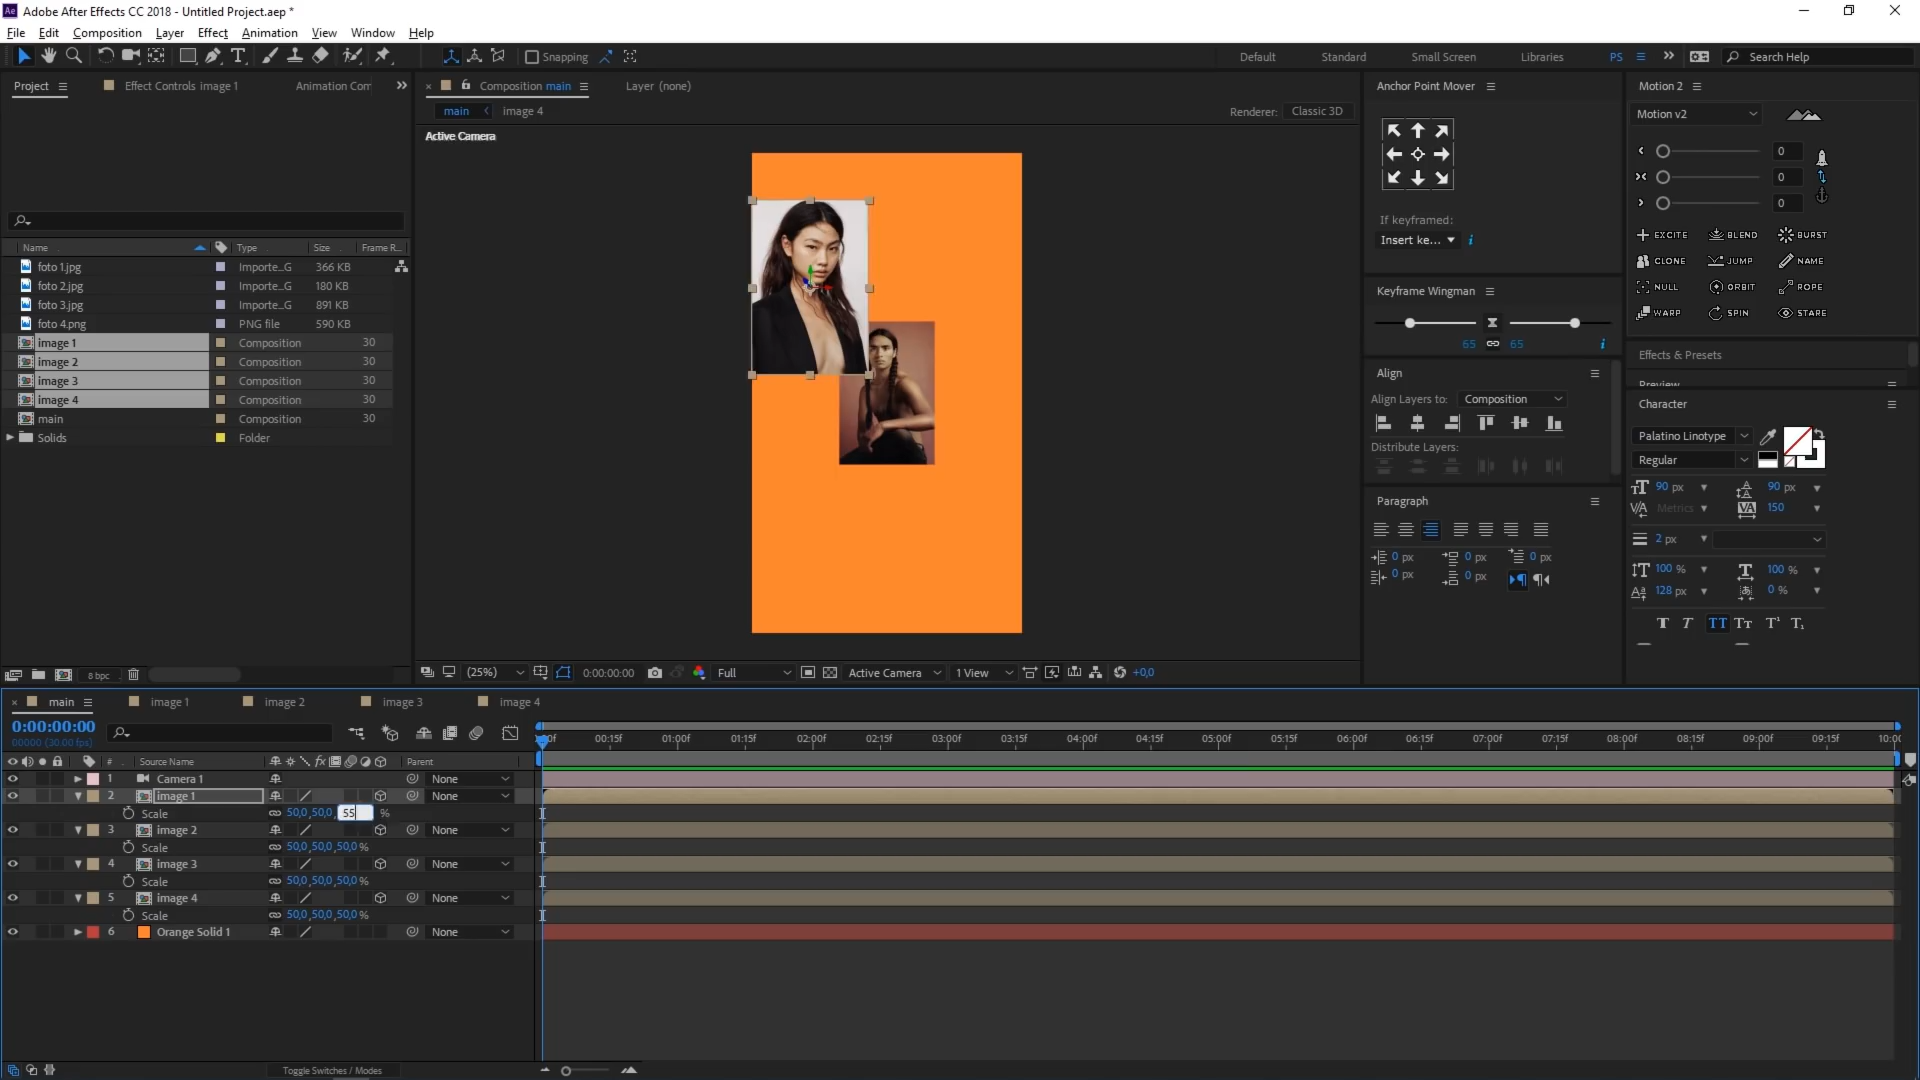 Ae Adobe After Effects CC 2018 - Untitled Project.aep *
File Edit Composition Layer Effect Animation View Window Help
Snapping Default Standard Small Screen Libraries PS Search Help
Project Effect Controls image 1 Animation Com
Composition main Layer (none)
main image 4 Renderer: Classic 3D
Active Camera
Name Type Size Frame R...
foto 1.jpg Importe...G 366 KB
foto 2.jpg Importe...G 180 KB
foto 3.jpg Importe...G 891 KB
foto 4.png PNG file 590 KB
image 1 Composition 30
image 2 Composition 30
image 3 Composition 30
image 4 Composition 30
main Composition 30
Solids Folder
8 bpc
(25%) 0:00:00:00 Full Active Camera 1 View +0,0
Anchor Point Mover
If keyframed:
Insert ke... i
Keyframe Wingman
65 65 i
Align
Align Layers to: Composition
Distribute Layers:
Paragraph
0 px 0 px 0 px
0 px 0 px
Motion 2
Motion v2
0
0
0
EXCITE BLEND BURST
CLONE JUMP NAME
NULL ORBIT ROPE
WARP SPIN STARE
Effects & Presets
Preview
Character
Palatino Linotype
Regular
90 px 90 px
Metrics 150
2 px
100 % 100 %
128 px 0 %
T T TT Tt T¹ T₁
main image 1 image 2 image 3 image 4
0:00:00:00
00000 (30.00 fps)
00:15f 01:00f 01:15f 02:00f 02:15f 03:00f 03:15f 04:00f 04:15f 05:00f 05:15f 06:00f 06:15f 07:00f 07:15f 08:00f 08:15f 09:00f 09:15f
# Source Name fx Parent
1 Camera 1 None
2 image 1 None
Scale 50,0,50,0, 55 %
3 image 2 None
Scale 50,0,50,0,50,0 %
4 image 3 None
Scale 50,0,50,0,50,0 %
5 image 4 None
Scale 50,0,50,0,50,0 %
6 Orange Solid 1 None
Toggle Switches / Modes